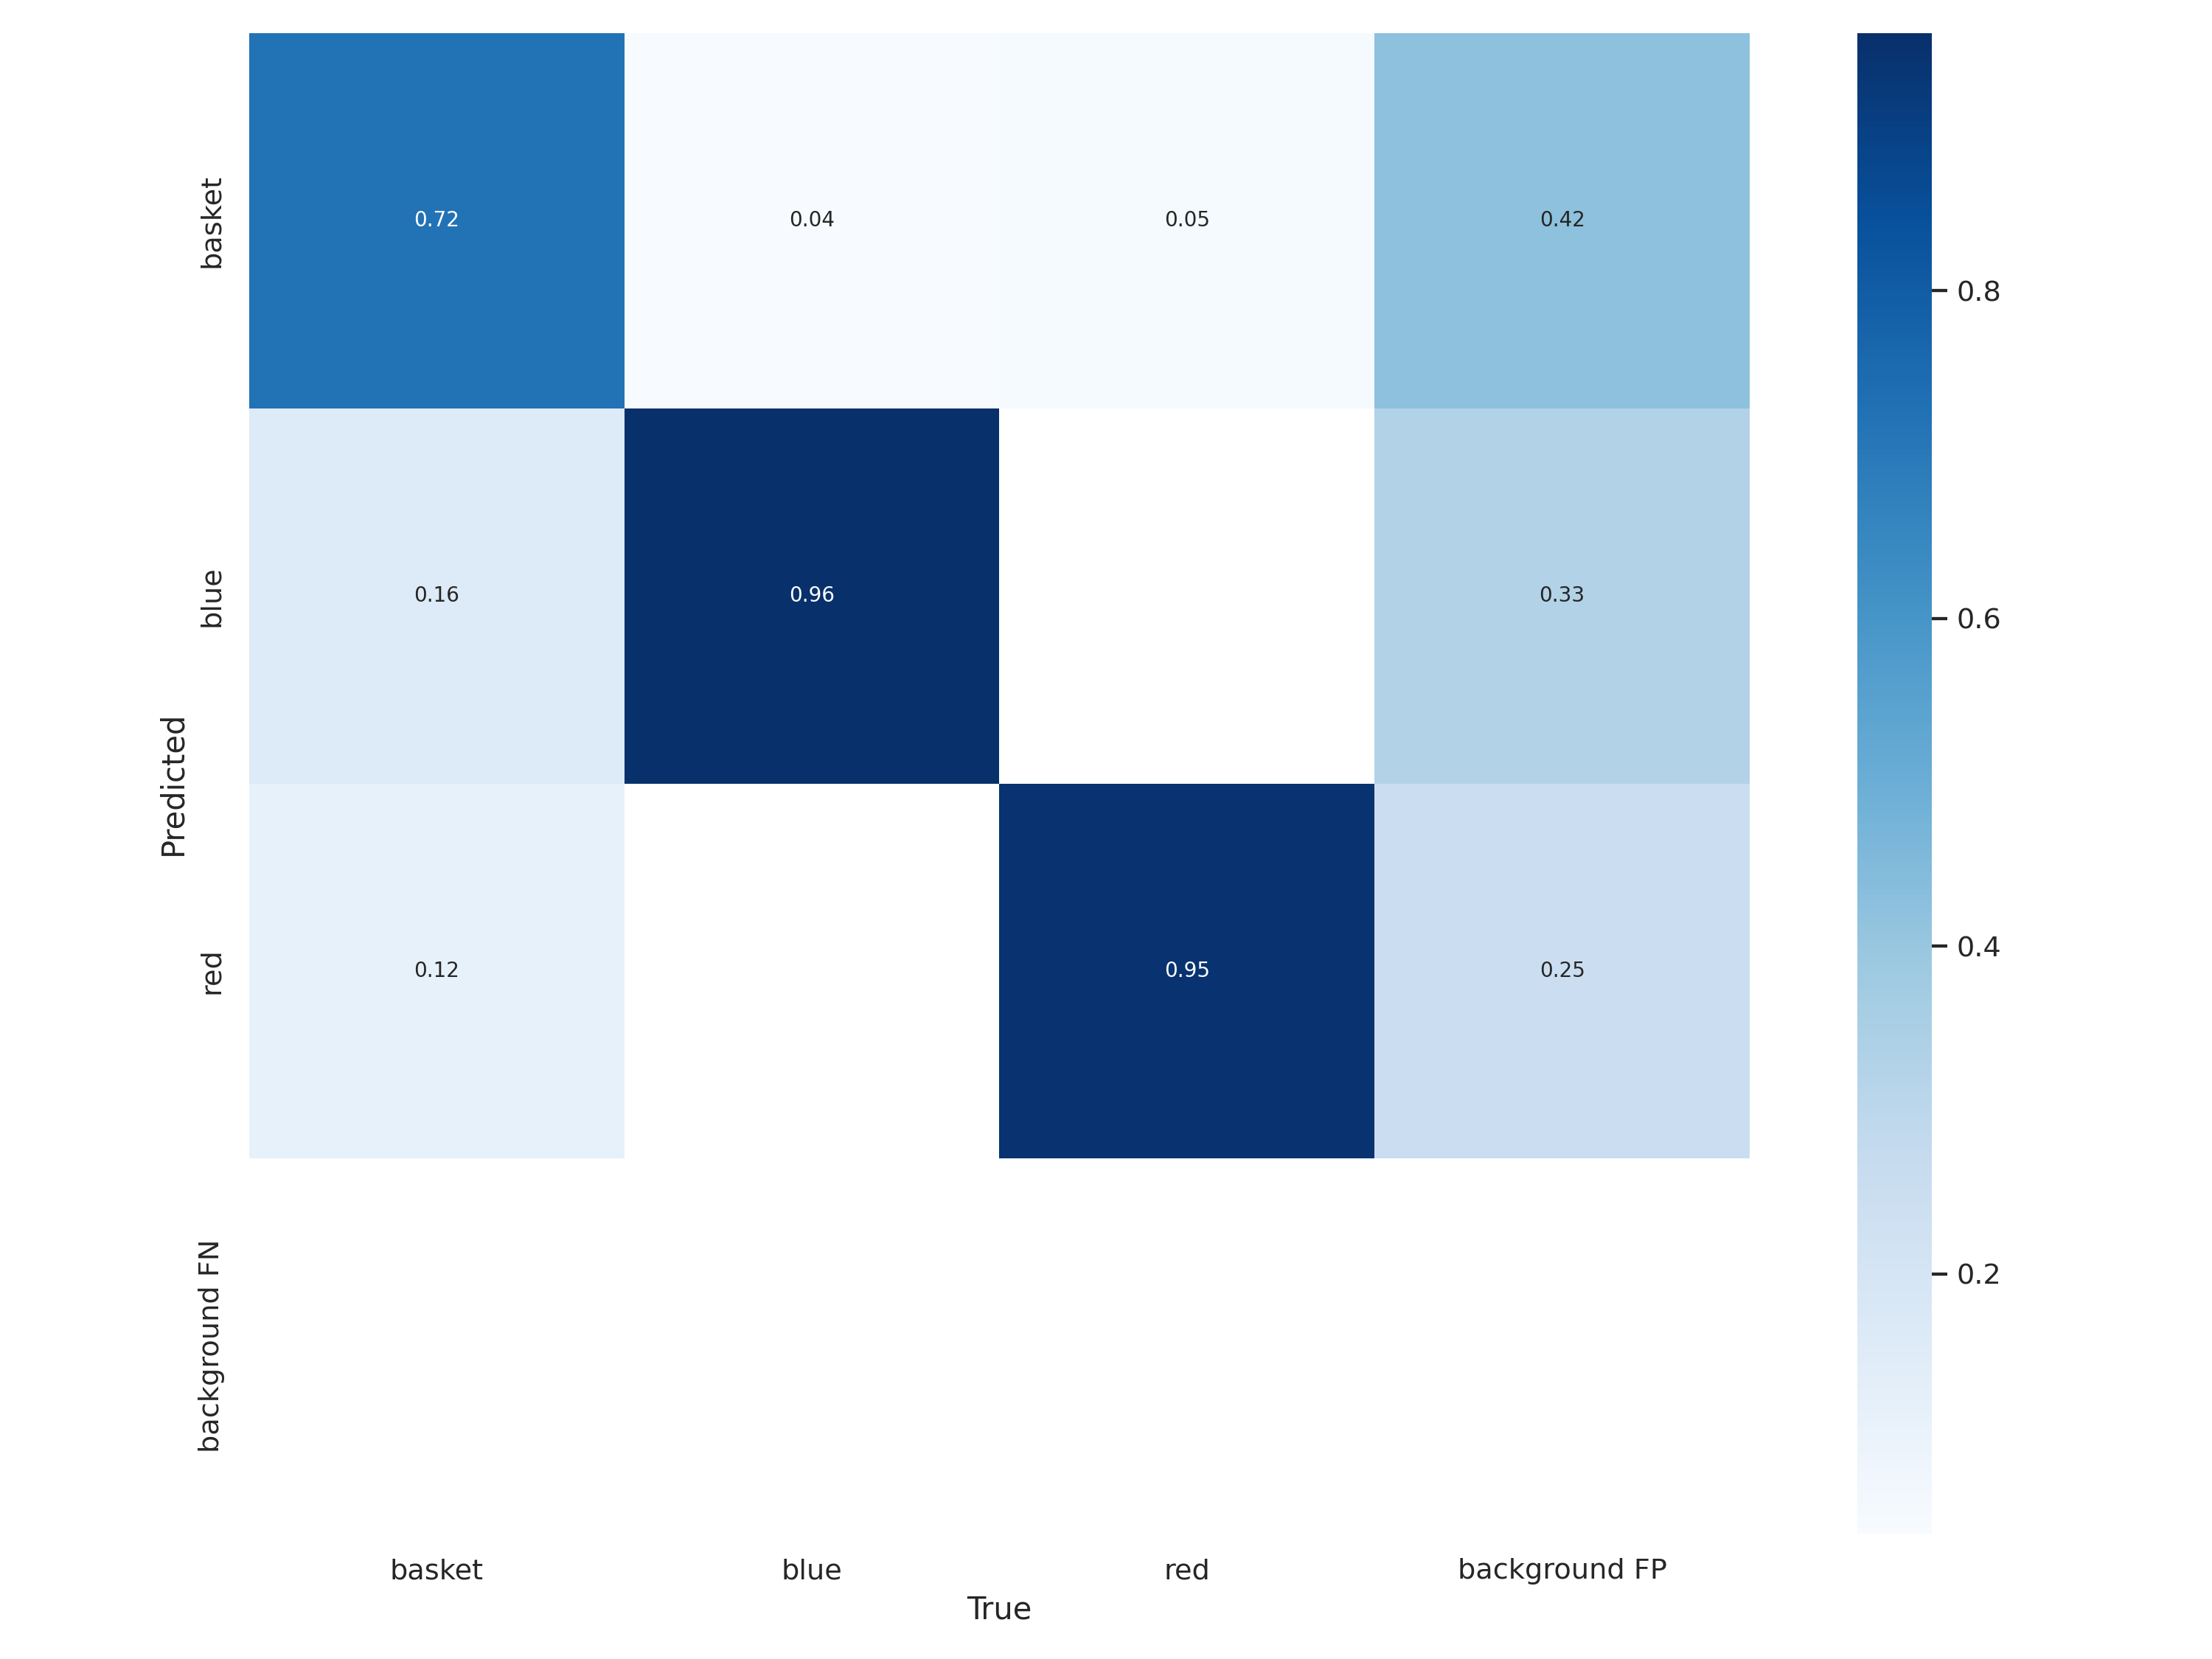 basket
0.72 0.04 0.05 0.42
0.8
blue
0.16 0.96 0.33
0.6
Predicted
red
0.12 0.95 0.25
0.4
background FN
0.2
basket blue red background FP
True